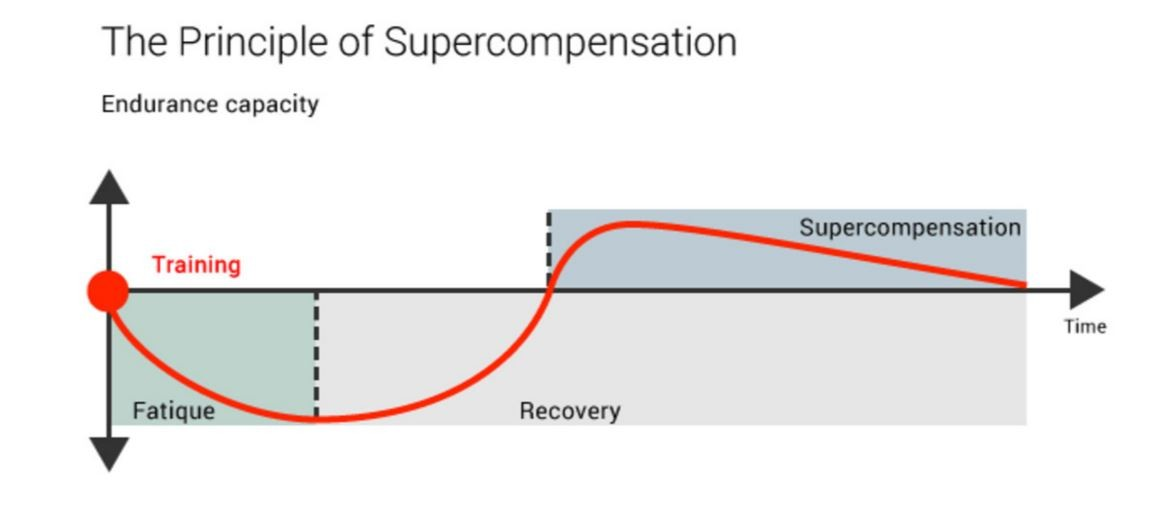 The Principle of Supercompensation
Endurance capacity
Supercompensation
Training
Time
Fatique
Recovery